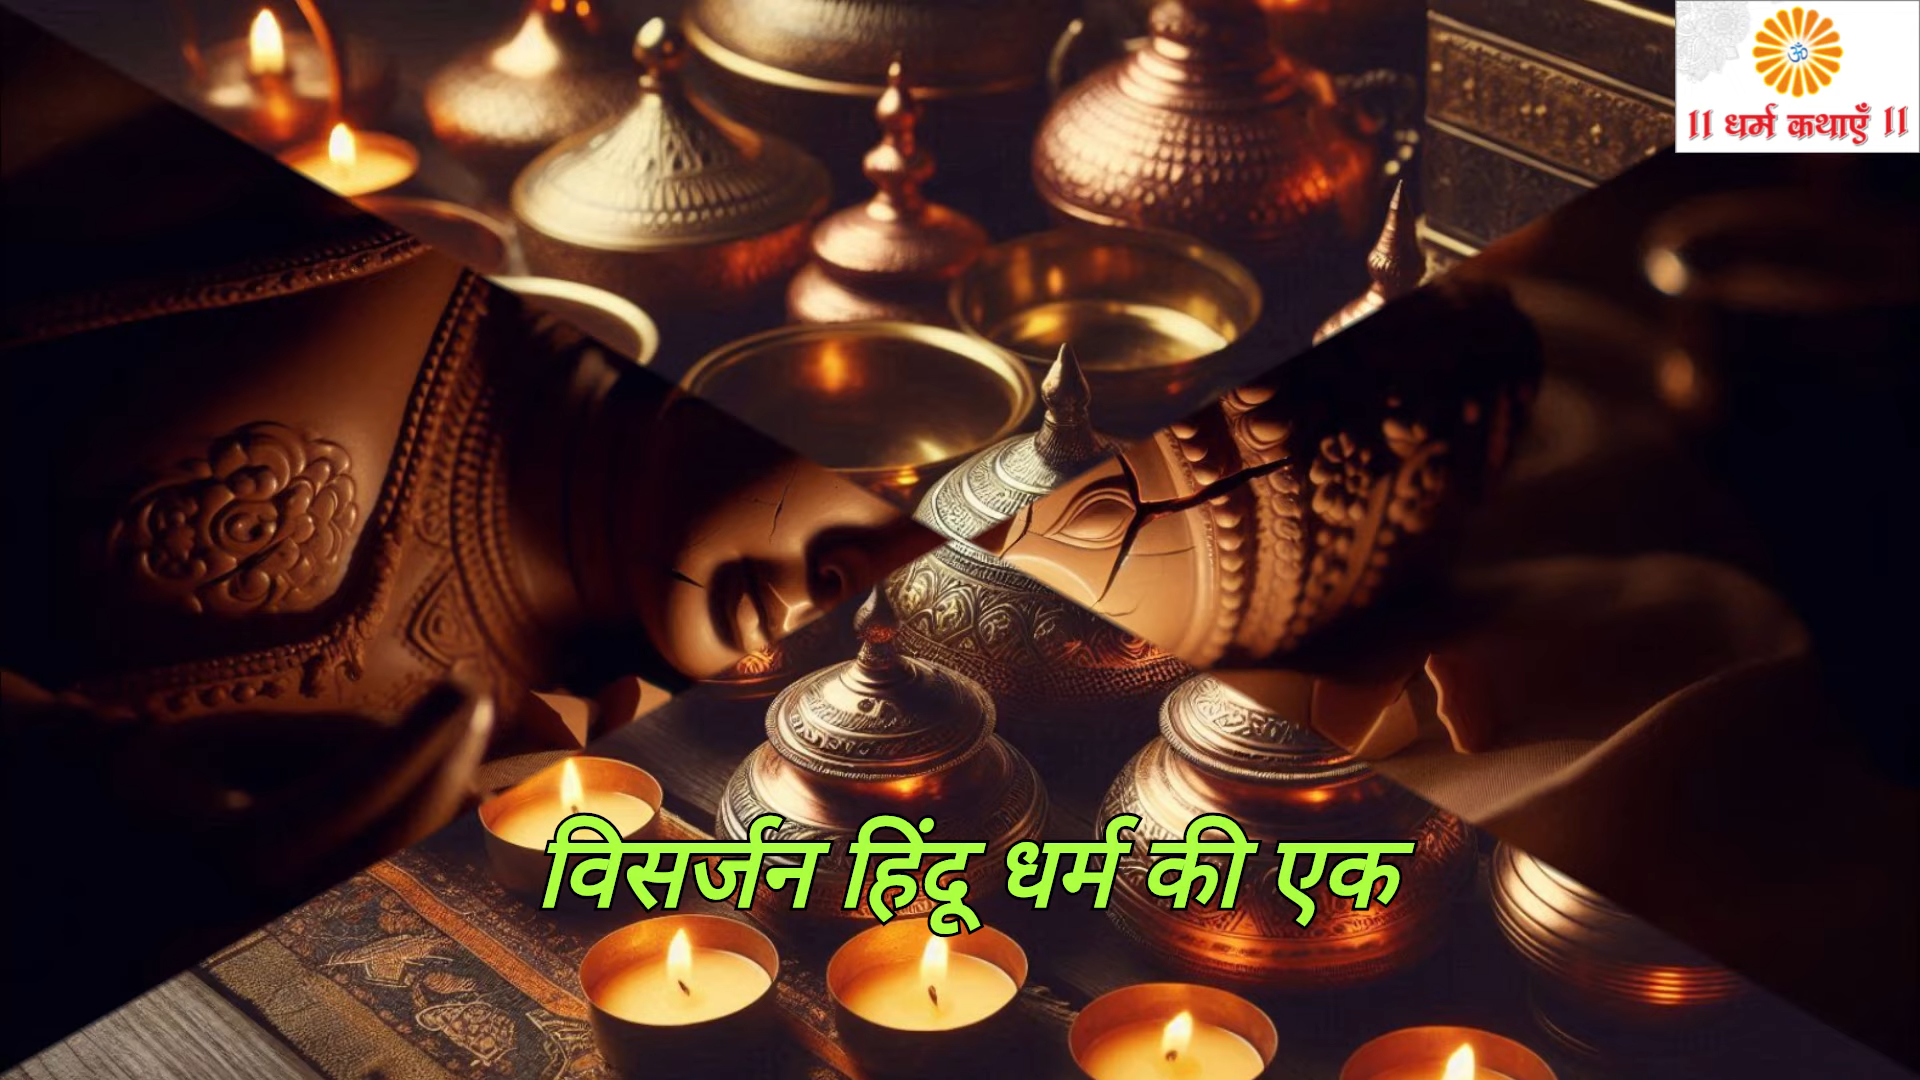 ॐ
।। धर्म कथाएँ ।।
विसर्जन हिंदू धर्म की एक